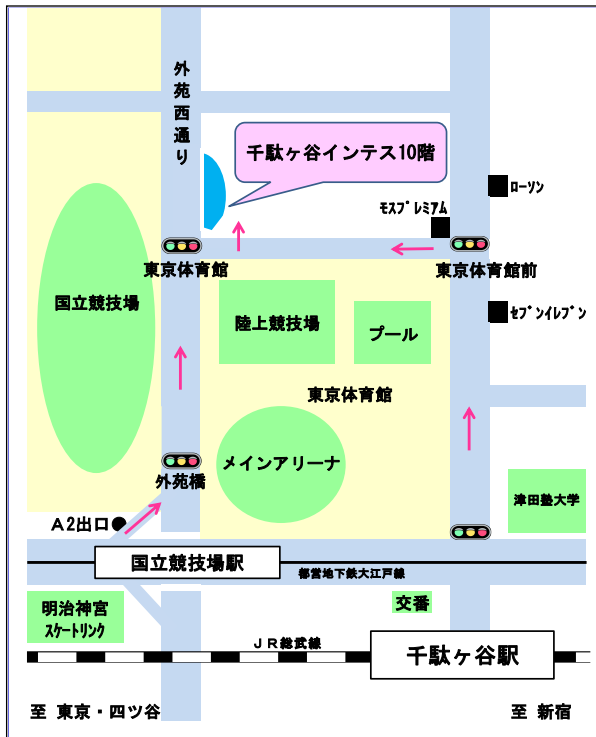 外苑西通り
千駄ヶ谷インテス10階
ﾛｰｿﾝ
ﾓｽﾌﾟﾚﾐｱﾑ
東京体育館
東京体育館前
国立競技場
陸上競技場
プール
ｾﾌﾞﾝｲﾚﾌﾞﾝ
東京体育館
メインアリーナ
外苑橋
津田塾大学
A2出口
国立競技場駅
都営地下鉄大江戸線
明治神宮
ｽｹｰﾄﾘﾝｸ
交番
ＪＲ総武線
千駄ヶ谷駅
至 東京・四ツ谷
至 新宿